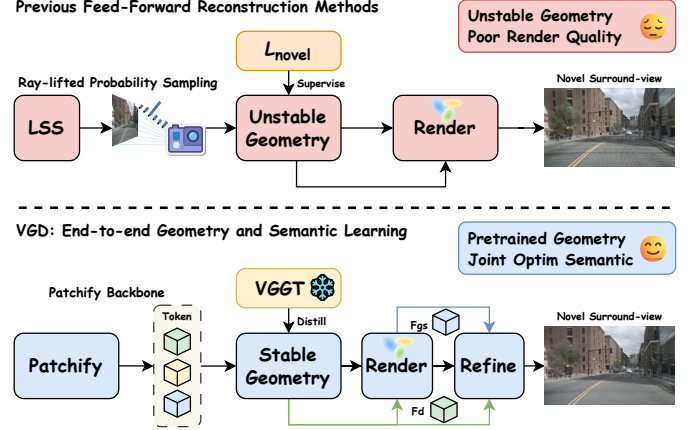 Previous Feed-Forward Reconstruction Methods
Unstable Geometry
Poor Render Quality
Lnovel
Supervise
Ray-lifted Probability Sampling
Novel Surround-view
LSS
Unstable
Geometry
Render
VGD: End-to-end Geometry and Semantic Learning
Pretrained Geometry
Joint Optim Semantic
VGGT
Patchify Backbone
Token
Distill
Fgs
Novel Surround-view
Patchify
Stable
Geometry
Render
Refine
Fd